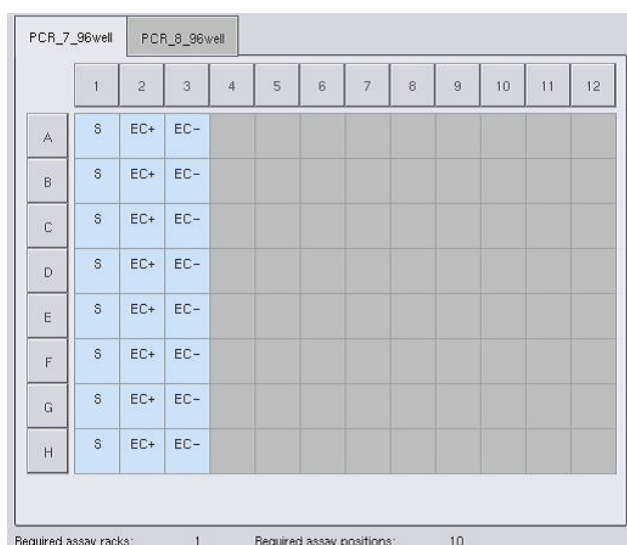 PCR_7_96well PCR_8_96well
1 2 3 4 5 6 7 8 9 10 11 12
A S EC+ EC-
B S EC+ EC-
C S EC+ EC-
D S EC+ EC-
E S EC+ EC-
F S EC+ EC-
G S EC+ EC-
H S EC+ EC-
Required assay racks: 1 Required assay positions: 10